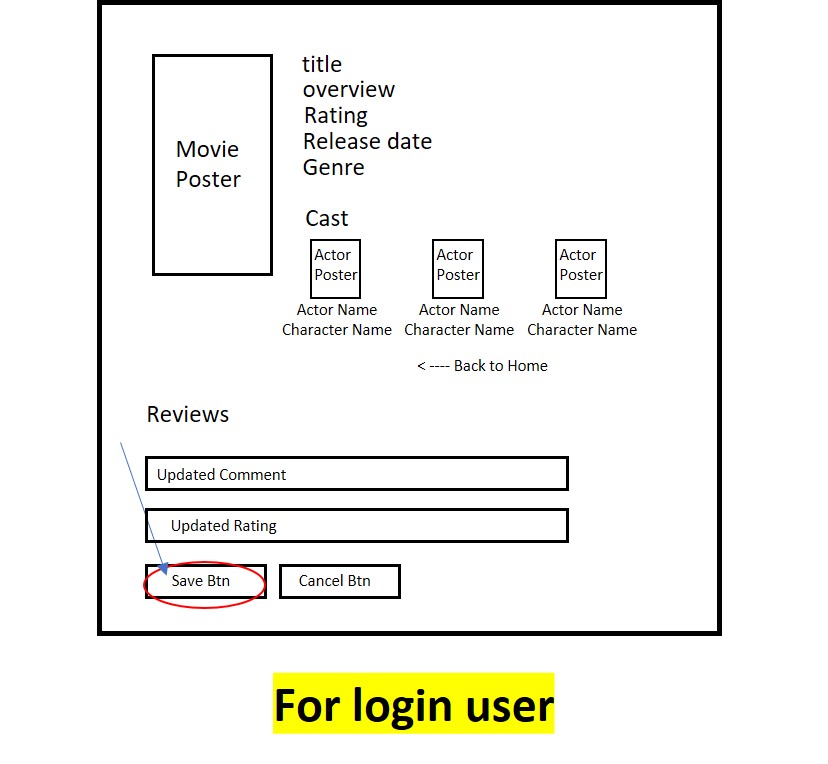 Movie
Poster
title
overview
Rating
Release date
Genre
Cast
Actor
Poster
Actor Name
Character Name
Actor
Poster
Actor Name
Character Name
Actor
Poster
Actor Name
Character Name
< ---- Back to Home
Reviews
Updated Comment
Updated Rating
Save Btn
Cancel Btn
For login user